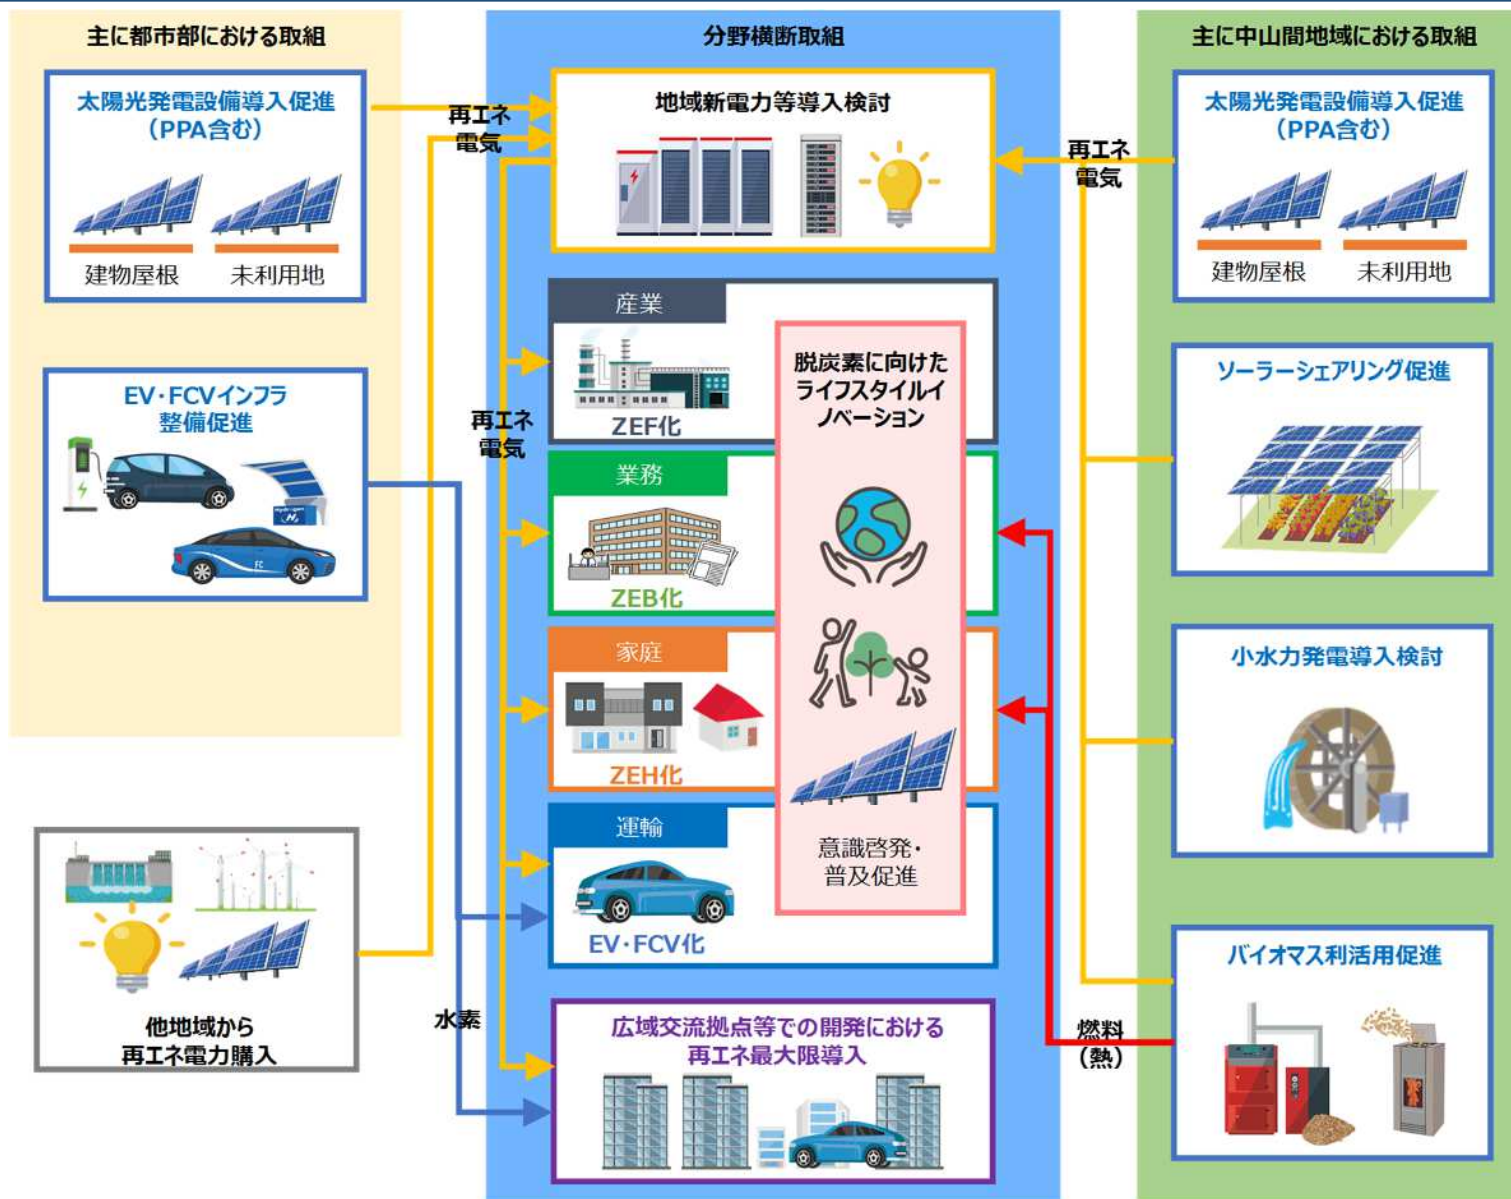 主に都市部における取組
太陽光発電設備導入促進
（PPA含む）
建物屋根
未利用地
EV・FCVインフラ
整備促進
Hydrogen
H₂
FC
他地域から
再エネ電力購入
再エネ
電気
再エネ
電気
水素
分野横断取組
地域新電力等導入検討
産業
ZEF化
業務
ZEB化
家庭
ZEH化
運輸
EV・FCV化
脱炭素に向けた
ライフスタイルイ
ノベーション
意識啓発・
普及促進
広域交流拠点等での開発における
再エネ最大限導入
再エネ
電気
燃料
（熱）
主に中山間地域における取組
太陽光発電設備導入促進
（PPA含む）
建物屋根
未利用地
ソーラーシェアリング促進
小水力発電導入検討
バイオマス利活用促進